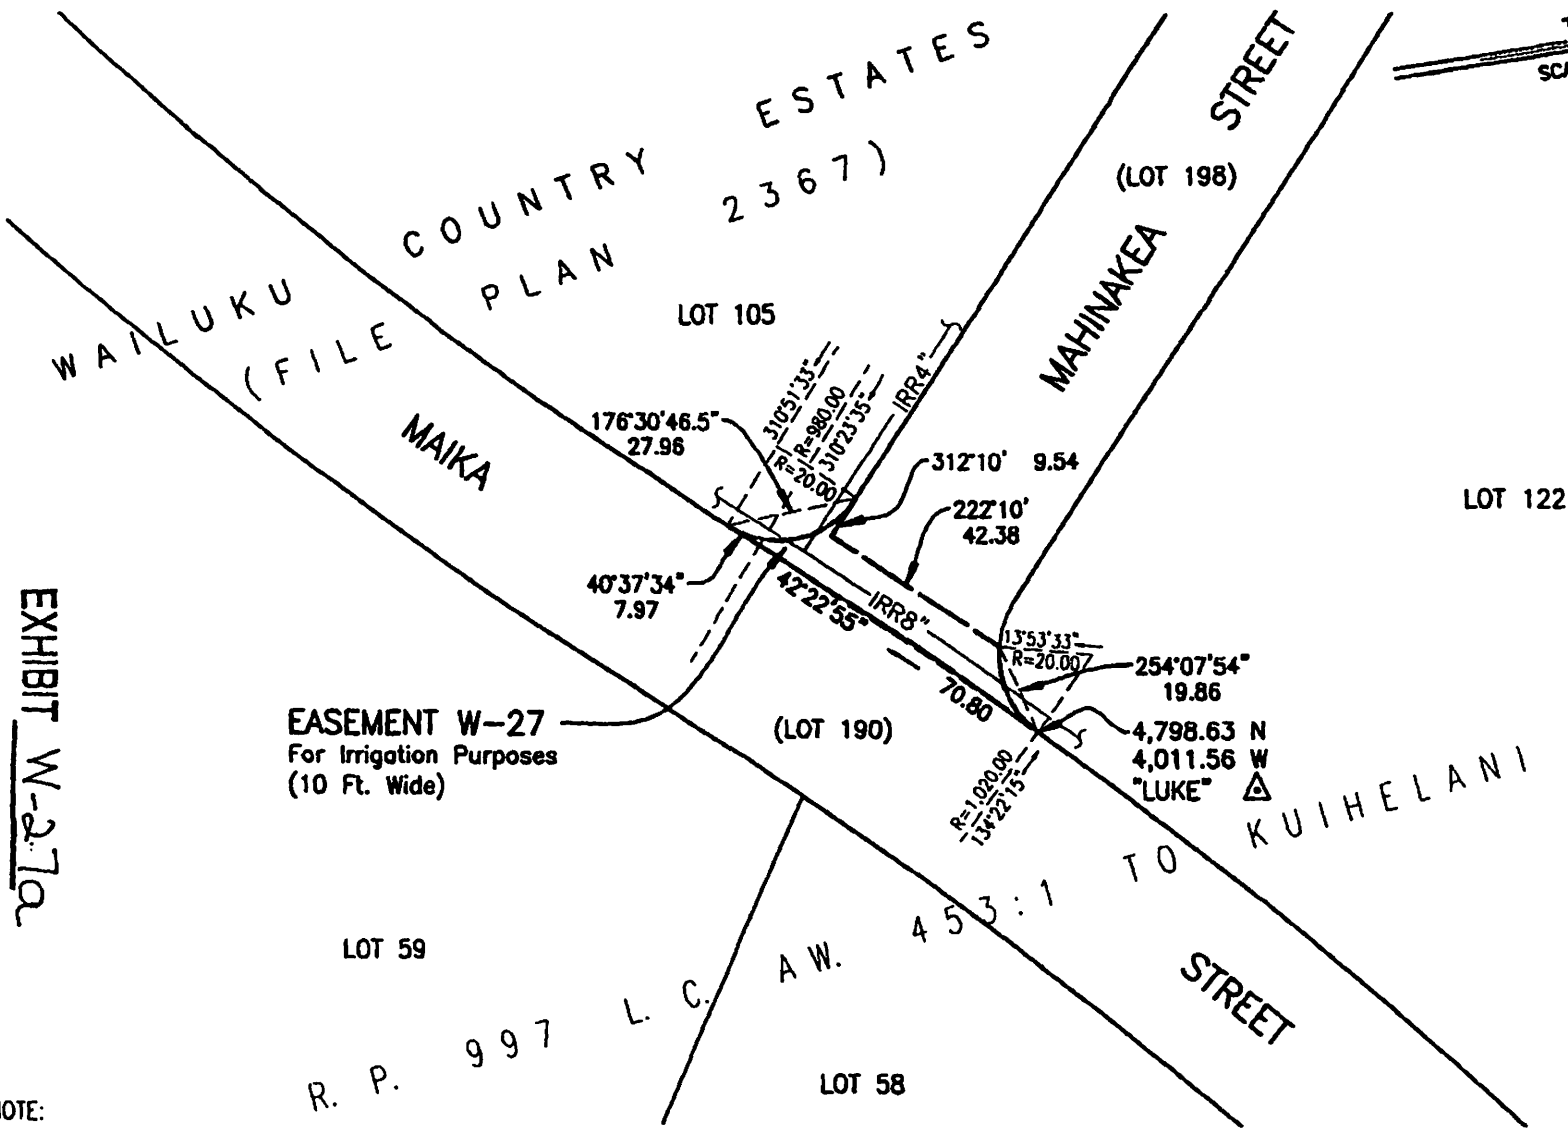 WAILUKU COUNTRY ESTATES
(FILE PLAN 2367)
STREET
(LOT 198)
MAHINAKEA
LOT 105
MAIKA
176°30'46.5"
27.96
310°51'33"
R=980.00
R=20.00
310°23'35"
IRR4"
312°10' 9.54
222°10'
42.38
LOT 122
40°37'34"
7.97
42°22'55"
70.80
IRR8"
13°53'33"
R=20.00
254°07'54"
19.86
4,798.63 N
4,011.56 W
"LUKE"
EASEMENT W-27
For Irrigation Purposes
(10 Ft. Wide)
(LOT 190)
R=1,020.00
134°22'15"
EXHIBIT W-27a
LOT 59
R. P. 997 L. C. AW. 453:1 TO KUIHELANI
STREET
LOT 58